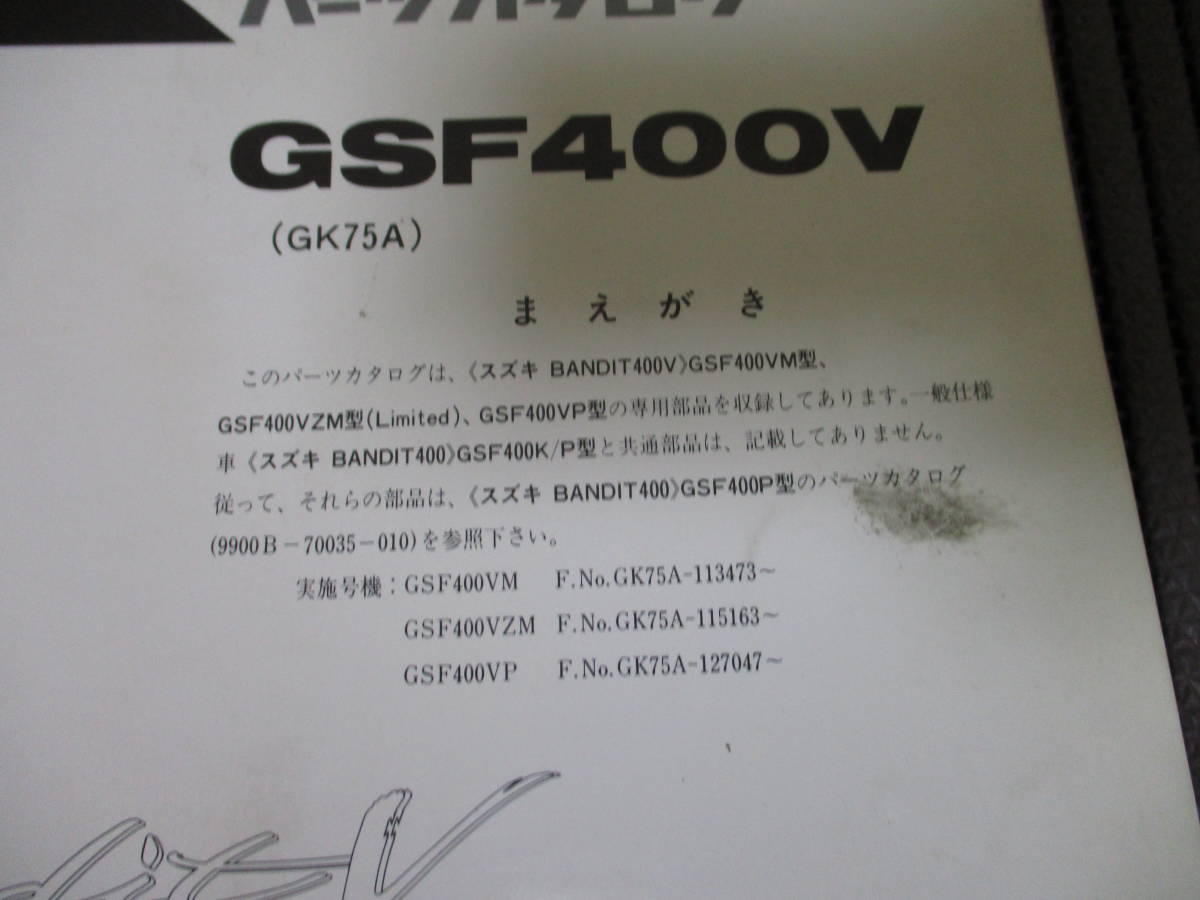 パーツカタログ
GSF400V
(GK75A)
まえがき
このパーツカタログは、《スズキ BANDIT400V》GSF400VM型、
GSF400VZM型(Limited)、GSF400VP型の専用部品を収録してあります。一般仕様
車《スズキ BANDIT400》GSF400K/P型と共通部品は、記載してありません。
従って、それらの部品は、《スズキ BANDIT400》GSF400P型のパーツカタログ
(9900B-70035-010)を参照下さい。
実施号機：GSF400VM F.No.GK75A-113473~
GSF400VZM F.No.GK75A-115163~
GSF400VP F.No.GK75A-127047~